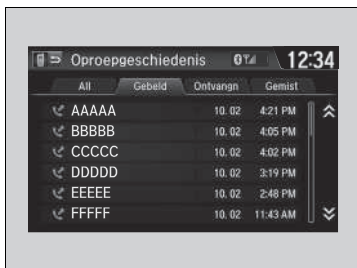 Oproepgeschiedenis 12:34
All Gebeld Ontvangn Gemist
AAAAA 10. 02 4:21 PM
BBBBB 10. 02 4:05 PM
CCCCC 10. 02 4:02 PM
DDDDD 10. 02 3:19 PM
EEEEE 10. 02 2:48 PM
FFFFF 10. 02 11:43 AM